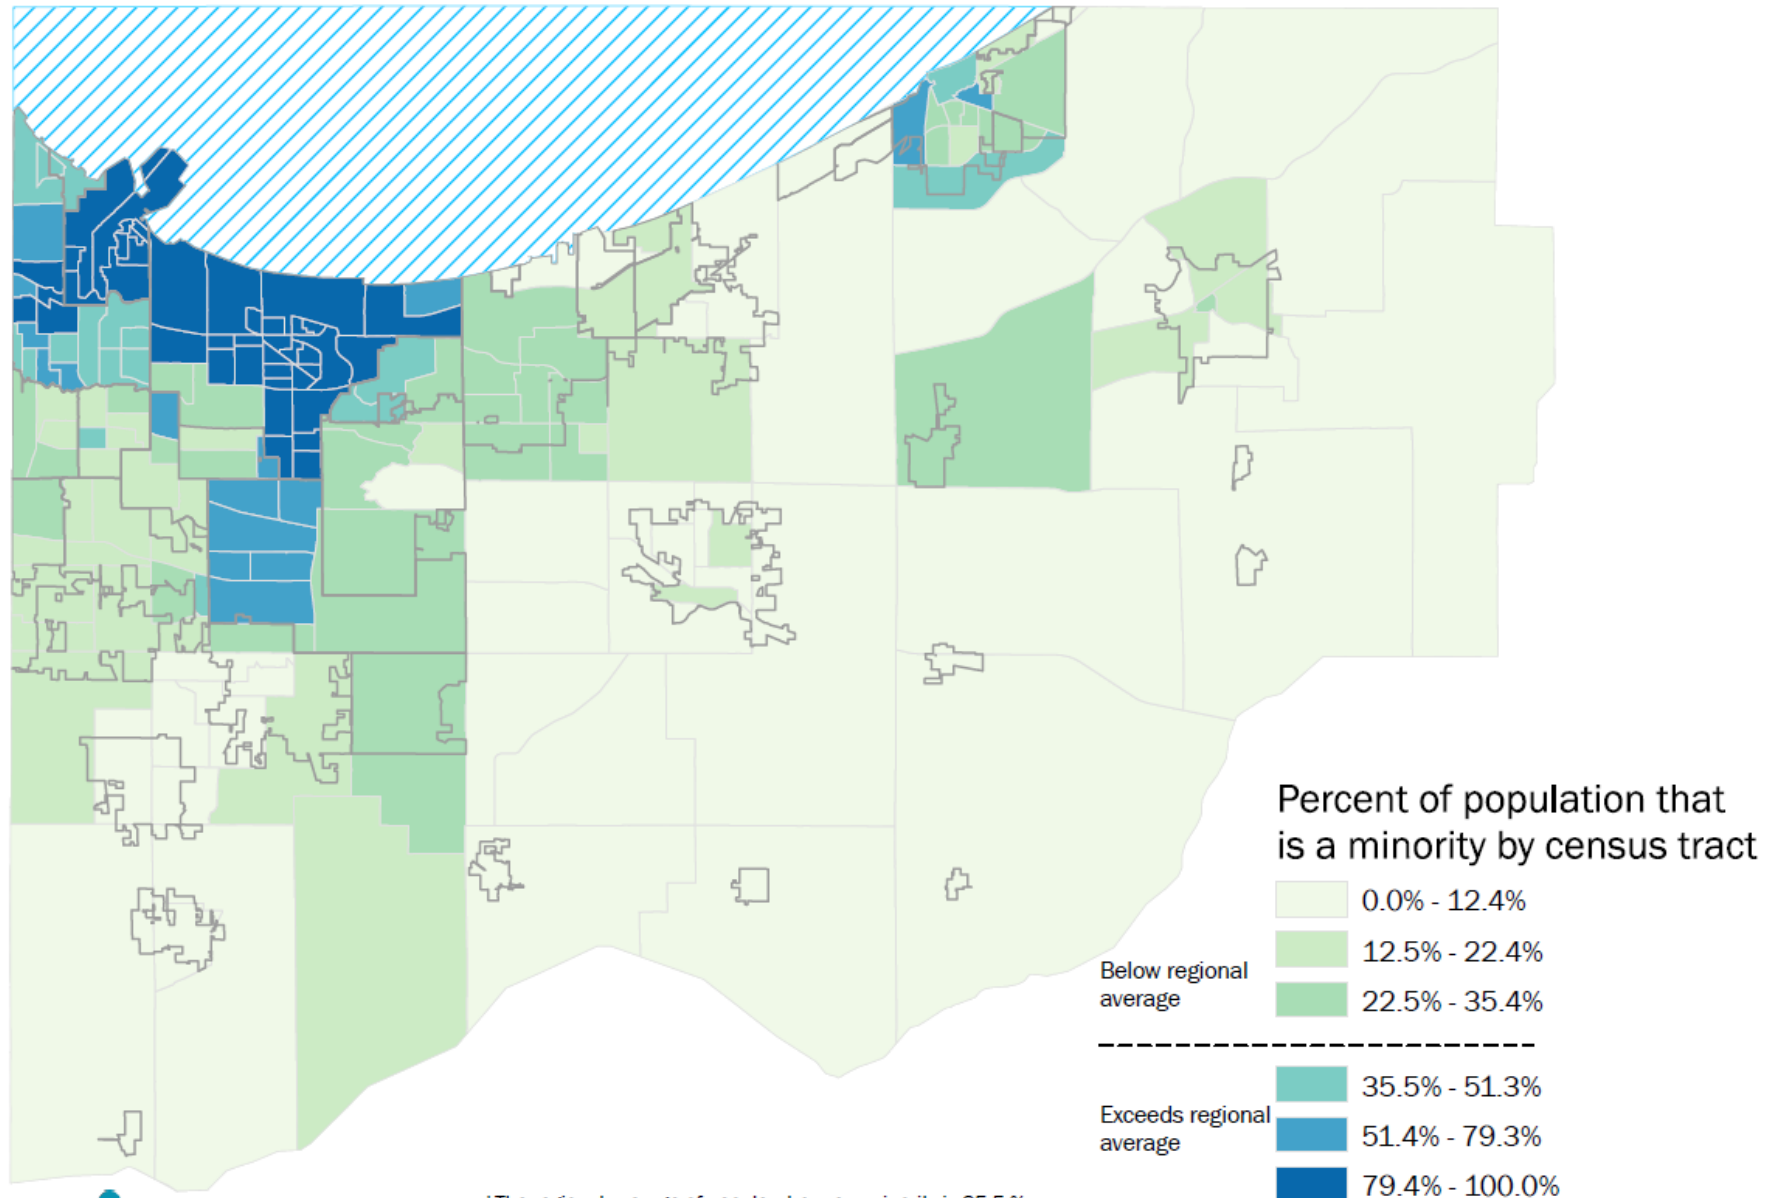 Percent of population that
is a minority by census tract
0.0% - 12.4%
12.5% - 22.4%
Below regional
average
22.5% - 35.4%
35.5% - 51.3%
Exceeds regional
average
51.4% - 79.3%
79.4% - 100.0%